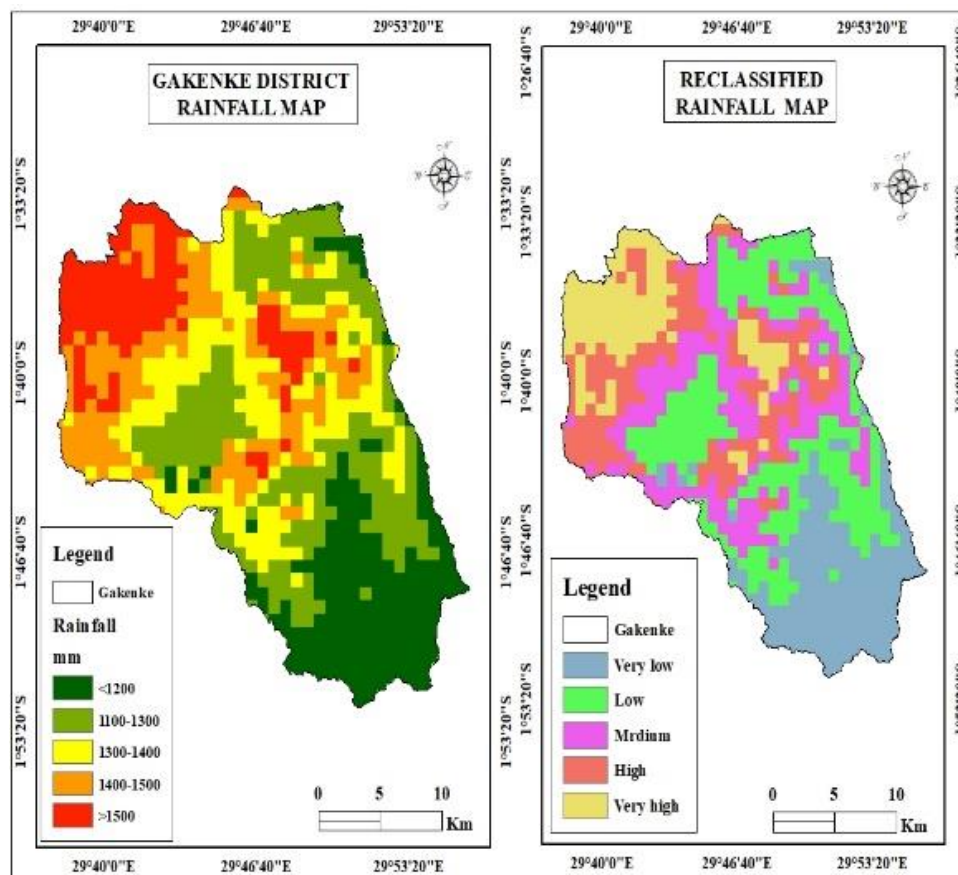 29°40'0"E 29°46'40"E 29°53'20"E
GAKENKE DISTRICT
RAINFALL MAP
N
W E
S
1°33'20"S
1°40'0"S
1°46'40"S
1°53'20"S
Legend
Gakenke
Rainfall
mm
<1200
1100-1300
1300-1400
1400-1500
>1500
0 5 10
Km
29°40'0"E 29°46'40"E 29°53'20"E
29°40'0"E 29°46'40"E 29°53'20"E
RECLASSIFIED
RAINFALL MAP
1°26'40"S
1°33'20"S
1°40'0"S
1°46'40"S
1°53'20"S
1°26'40"S
Legend
Gakenke
Very low
Low
Mrdium
High
Very high
0 5 10
Km
29°40'0"E 29°46'40"E 29°53'20"E